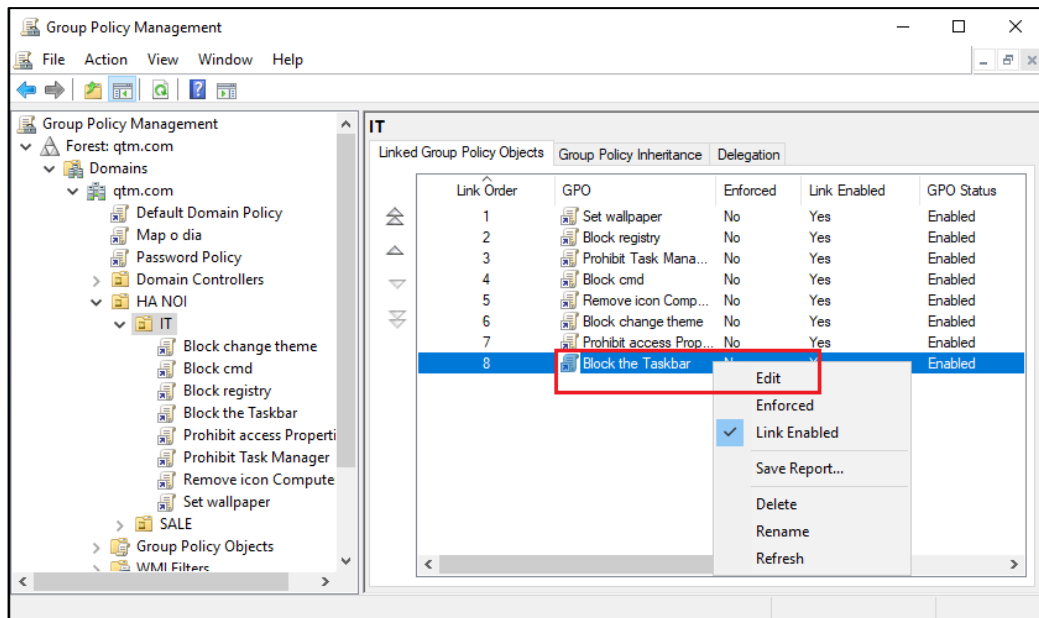 Group Policy Management
File Action View Window Help
Group Policy Management
Forest: qtm.com
Domains
qtm.com
Default Domain Policy
Map o dia
Password Policy
Domain Controllers
HA NOI
IT
Block change theme
Block cmd
Block registry
Block the Taskbar
Prohibit access Properti
Prohibit Task Manager
Remove icon Compute
Set wallpaper
SALE
Group Policy Objects
WMI Filters
IT
Linked Group Policy Objects Group Policy Inheritance Delegation
Link Order GPO Enforced Link Enabled GPO Status
1 Set wallpaper No Yes Enabled
2 Block registry No Yes Enabled
3 Prohibit Task Mana... No Yes Enabled
4 Block cmd No Yes Enabled
5 Remove icon Comp... No Yes Enabled
6 Block change theme No Yes Enabled
7 Prohibit access Prop... No Yes Enabled
8 Block the Taskbar Enabled
Edit
Enforced
Link Enabled
Save Report...
Delete
Rename
Refresh